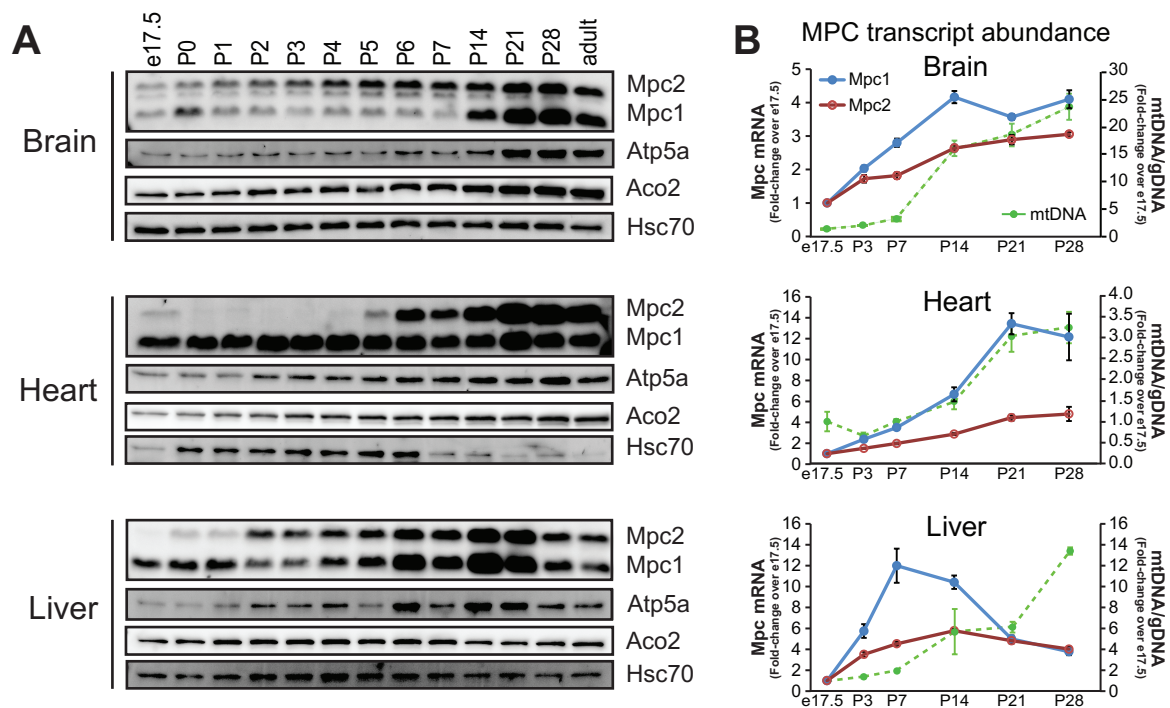 A
e17.5 P0 P1 P2 P3 P4 P5 P6 P7 P14 P21 P28 adult
Brain
Mpc2
Mpc1
Atp5a
Aco2
Hsc70
Heart
Mpc2
Mpc1
Atp5a
Aco2
Hsc70
Liver
Mpc2
Mpc1
Atp5a
Aco2
Hsc70
B
MPC transcript abundance
Brain
Mpc1
Mpc2
mtDNA
Mpc mRNA
(Fold-change over e17.5)
5
4
3
2
1
0
mtDNA/gDNA
(Fold-change over e17.5)
30
25
20
15
10
5
0
e17.5 P3 P7 P14 P21 P28
Heart
Mpc mRNA
(Fold-change over e17.5)
16
14
12
10
8
6
4
2
0
mtDNA/gDNA
(Fold-change over e17.5)
4.0
3.5
3.0
2.5
2.0
1.5
1.0
0.5
0.0
e17.5 P3 P7 P14 P21 P28
Liver
Mpc mRNA
(Fold-change over e17.5)
16
14
12
10
8
6
4
2
0
mtDNA/gDNA
(Fold-change over e17.5)
16
14
12
10
8
6
4
2
0
e17.5 P3 P7 P14 P21 P28